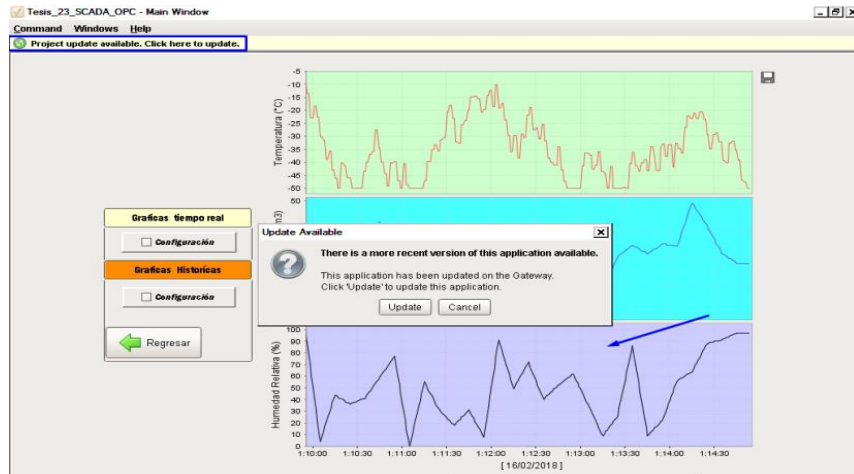 Tesis_23_SCADA_OPC - Main Window
Command Windows Help
Project update available. Click here to update.
-5
-10
-15
-20
-25
-30
-35
-40
-45
-50
Temperatura (°C)
50
m3)
Graficas tiempo real
Configuración
Graficas Historicas
Configuración
Regresar
Update Available
There is a more recent version of this application available.
This application has been updated on the Gateway.
Click 'Update' to update this application.
Update Cancel
100
90
80
70
60
50
40
30
20
10
0
Humedad Relativa (%)
1:10:00 1:10:30 1:11:00 1:11:30 1:12:00 1:12:30 1:13:00 1:13:30 1:14:00 1:14:30
[ 16/02/2018 ]